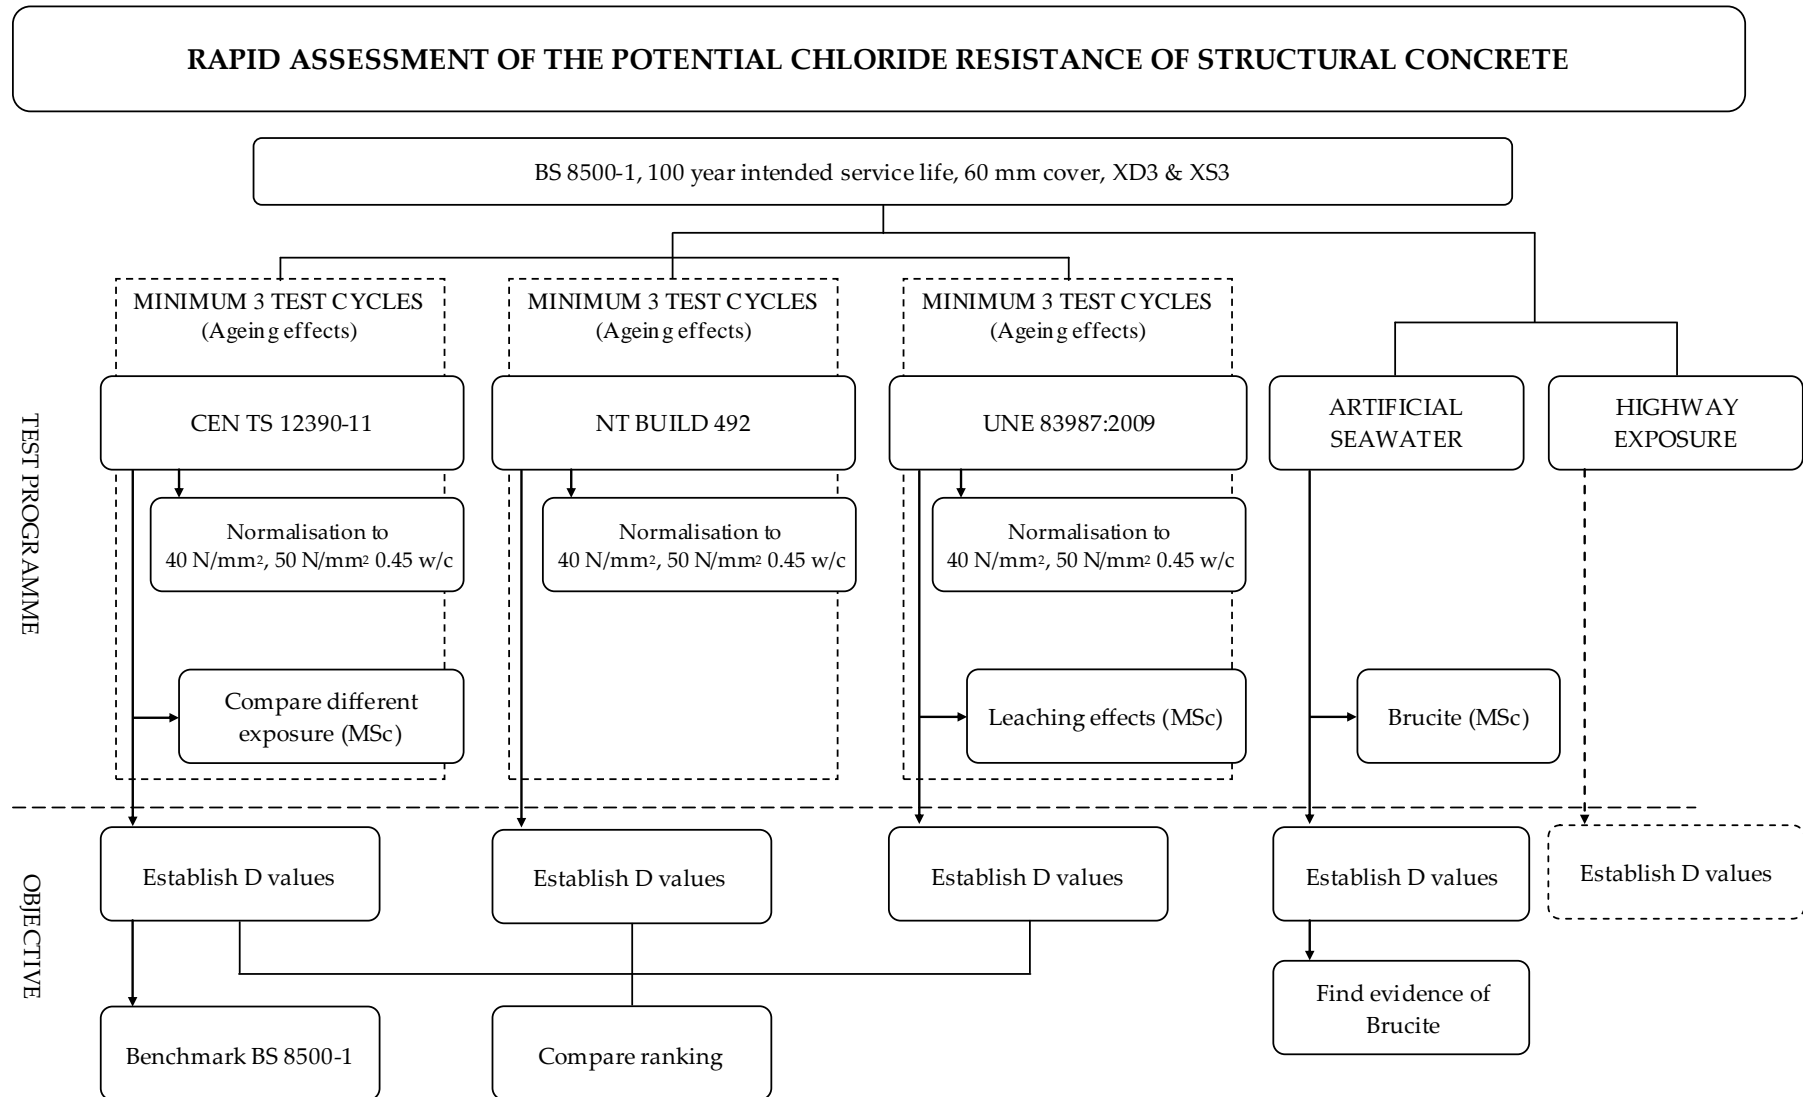 RAPID ASSESSMENT OF THE POTENTIAL CHLORIDE RESISTANCE OF STRUCTURAL CONCRETE
BS 8500-1, 100 year intended service life, 60 mm cover, XD3 & XS3
TEST PROGRAMME
MINIMUM 3 TEST CYCLES
(Ageing effects)
CEN TS 12390-11
Normalisation to
40 N/mm², 50 N/mm² 0.45 w/c
Compare different
exposure (MSc)
MINIMUM 3 TEST CYCLES
(Ageing effects)
NT BUILD 492
Normalisation to
40 N/mm², 50 N/mm² 0.45 w/c
MINIMUM 3 TEST CYCLES
(Ageing effects)
UNE 83987:2009
Normalisation to
40 N/mm², 50 N/mm² 0.45 w/c
Leaching effects (MSc)
ARTIFICIAL
SEAWATER
Brucite (MSc)
HIGHWAY
EXPOSURE
OBJECTIVE
Establish D values
Establish D values
Establish D values
Establish D values
Establish D values
Benchmark BS 8500-1
Compare ranking
Find evidence of
Brucite